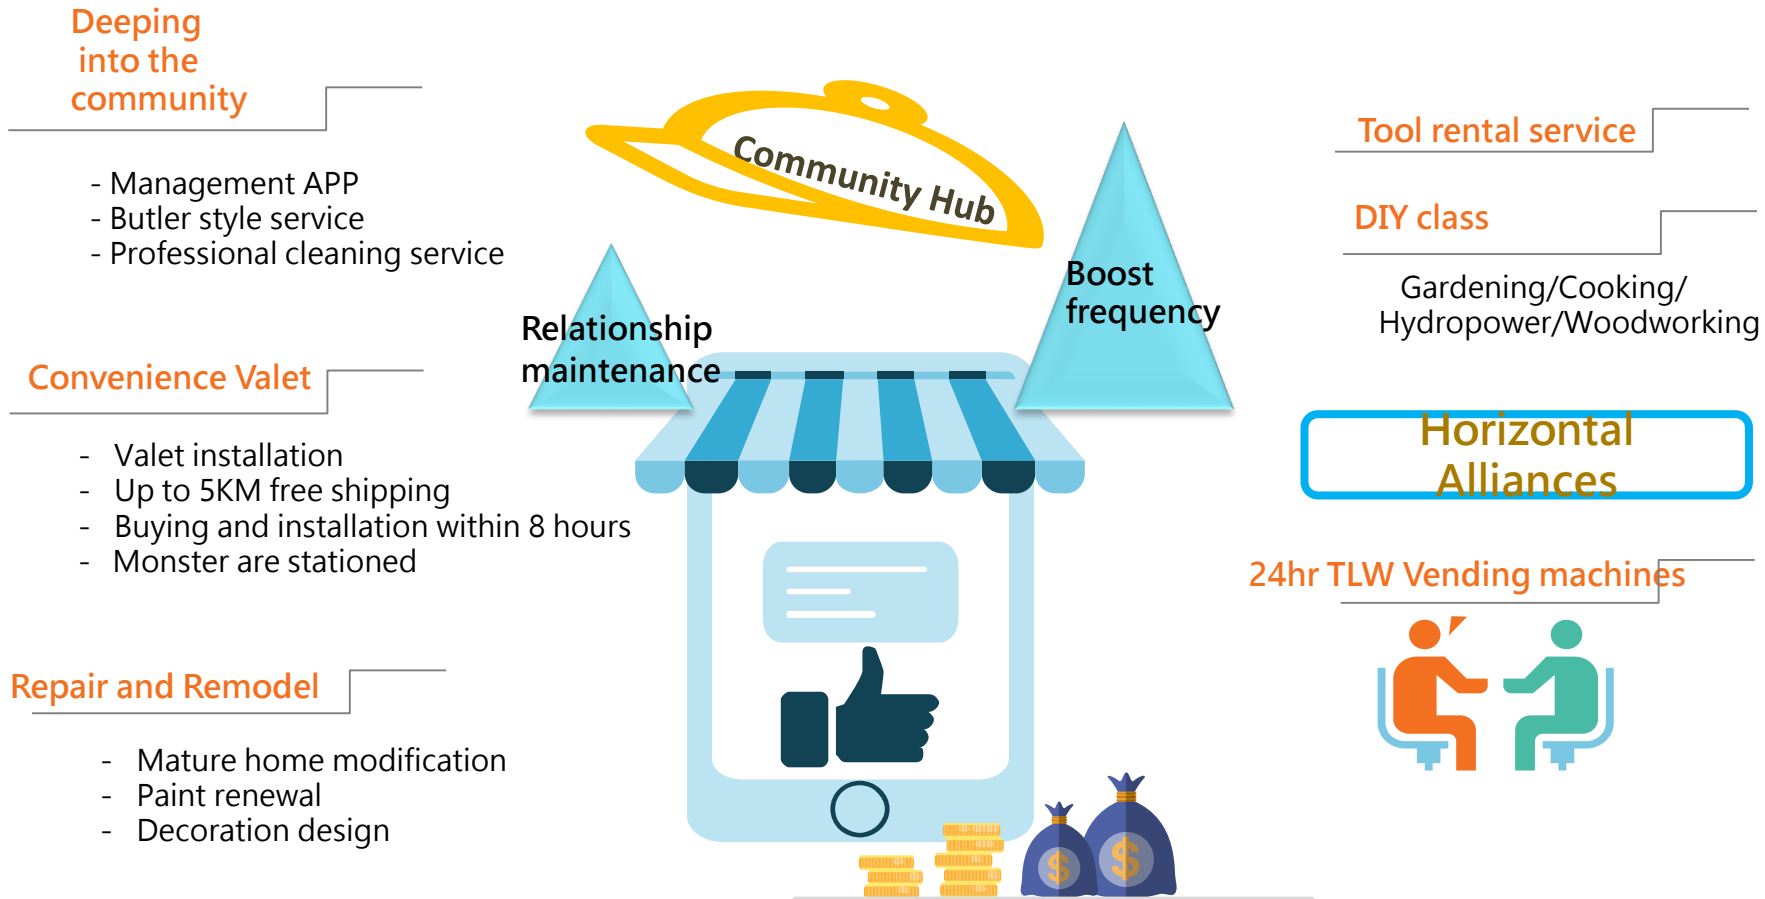 Deeping
into the
community
- Management APP
- Butler style service
- Professional cleaning service
Convenience Valet
- Valet installation
- Up to 5KM free shipping
- Buying and installation within 8 hours
- Monster are stationed
Repair and Remodel
- Mature home modification
- Paint renewal
- Decoration design
Community Hub
Relationship
maintenance
Boost
frequency
Tool rental service
DIY class
Gardening/Cooking/
Hydropower/Woodworking
Horizontal
Alliances
24hr TLW Vending machines
$
$